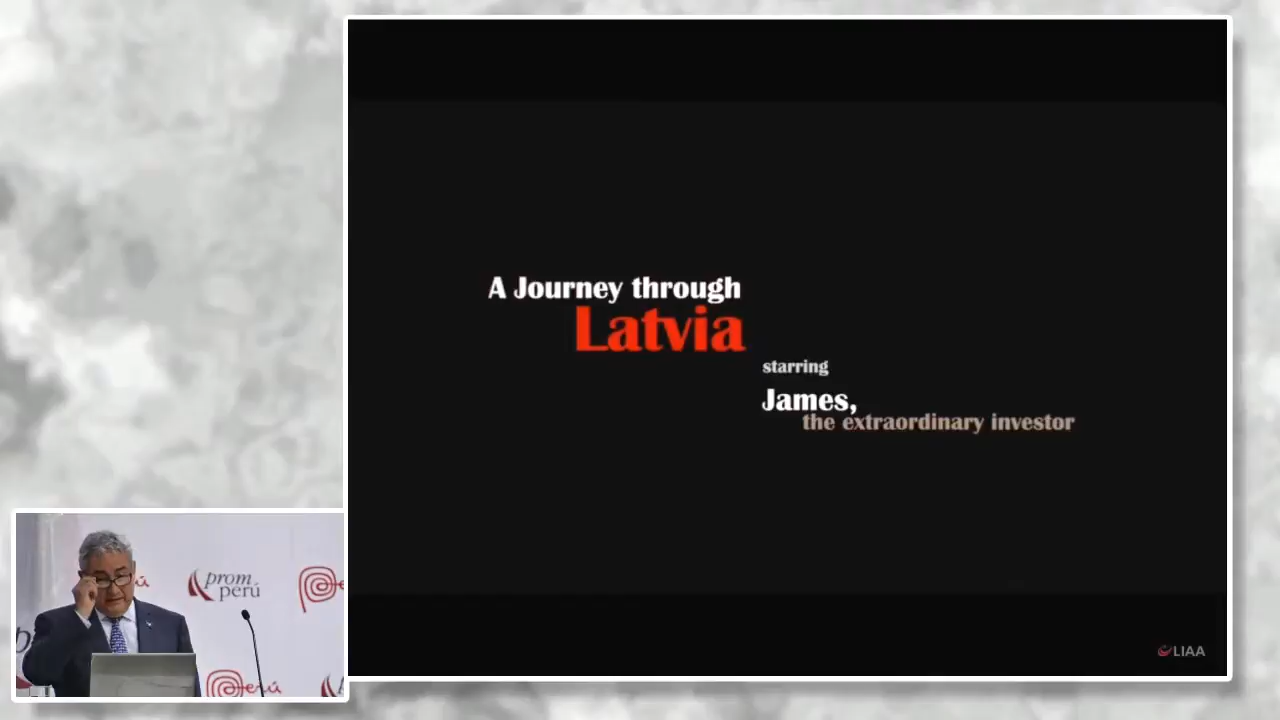 A Journey through
Latvia
starring
James,
the extraordinary investor
LIAA
prom
perú